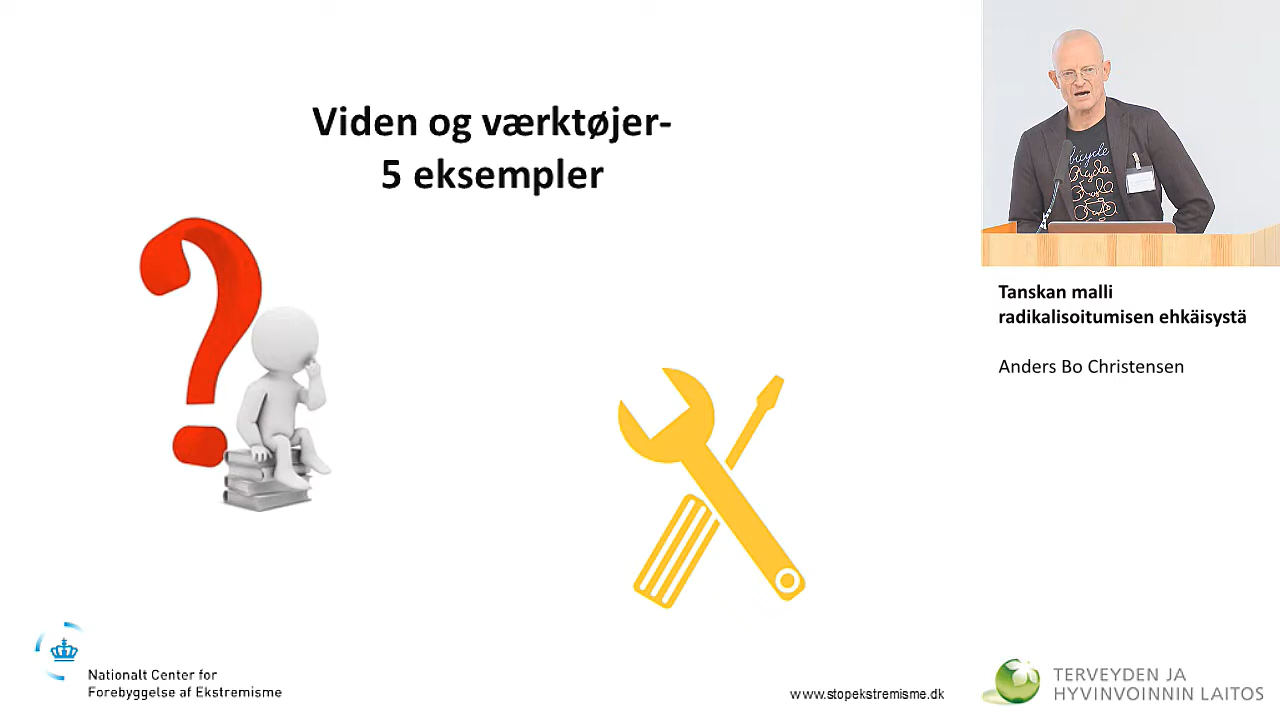 Viden og værktøjer-
5 eksempler
bicycle
Tanskan malli
radikalisoitumisen ehkäisystä
Anders Bo Christensen
Nationalt Center for
Forebyggelse af Ekstremisme
www.stopekstremisme.dk
TERVEYDEN JA
HYVINVOINNIN LAITOS